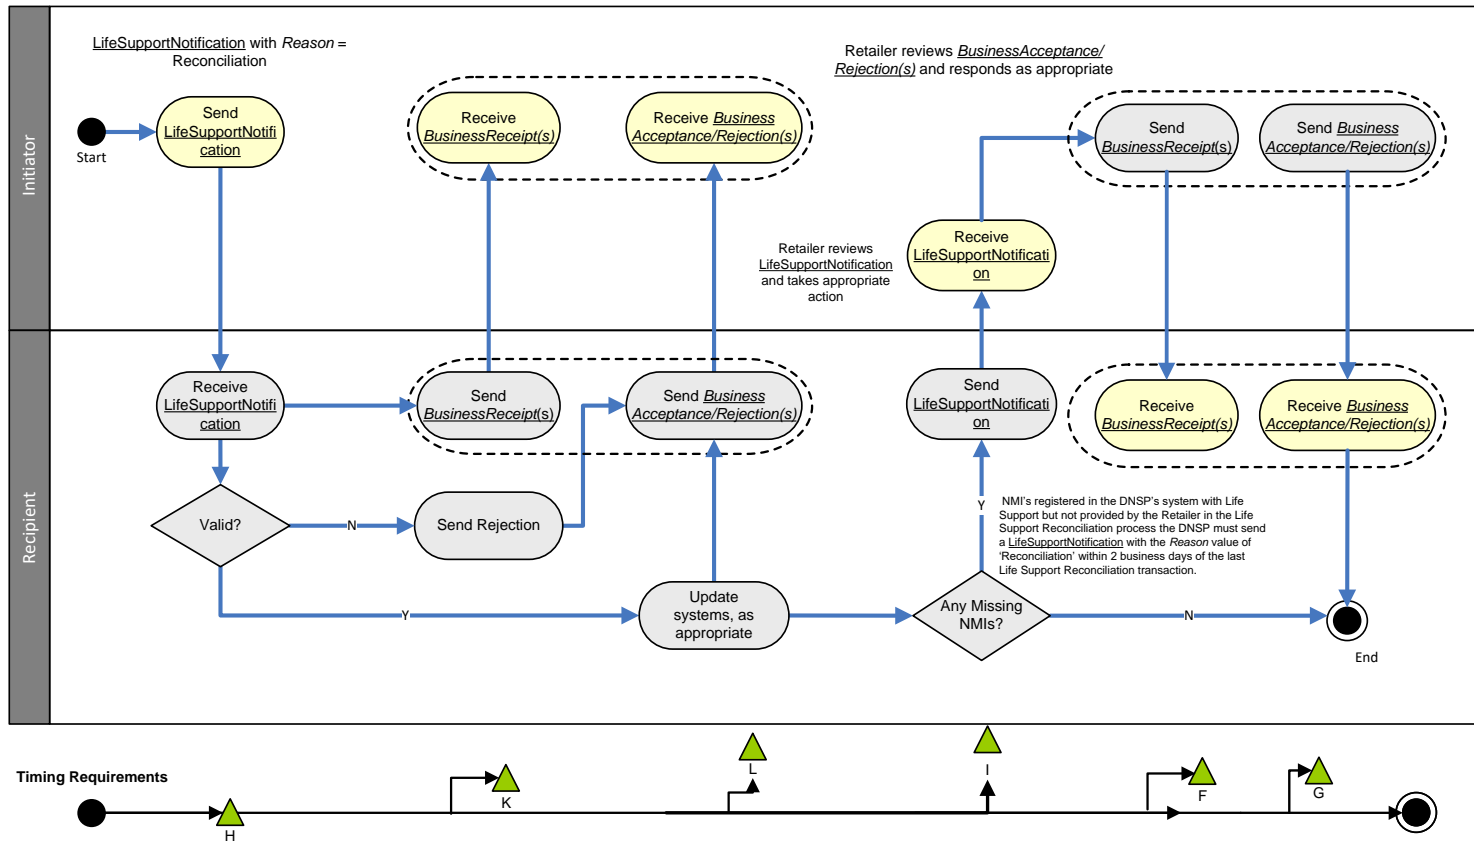 Initiator
LifeSupportNotification with Reason =
Reconciliation
Start
Send
LifeSupportNotifi
cation
Receive
BusinessReceipt(s)
Receive Business
Acceptance/Rejection(s)
Retailer reviews BusinessAcceptance/
Rejection(s) and responds as appropriate
Send
BusinessReceipt(s)
Send Business
Acceptance/Rejection(s)
Retailer reviews
LifeSupportNotification
and takes appropriate
action
Receive
LifeSupportNotificati
on
Recipient
Receive
LifeSupportNotifi
cation
Send
BusinessReceipt(s)
Send Business
Acceptance/Rejection(s)
Send
LifeSupportNotificati
on
Receive
BusinessReceipt(s)
Receive Business
Acceptance/Rejection(s)
Valid?
N
Send Rejection
Y
NMI's registered in the DNSP's system with Life
Support but not provided by the Retailer in the Life
Support Reconciliation process the DNSP must send
a LifeSupportNotification with the Reason value of
'Reconciliation' within 2 business days of the last
Life Support Reconciliation transaction.
Y
Update
systems, as
appropriate
Any Missing
NMIs?
N
End
Timing Requirements
H
K
L
I
F
G